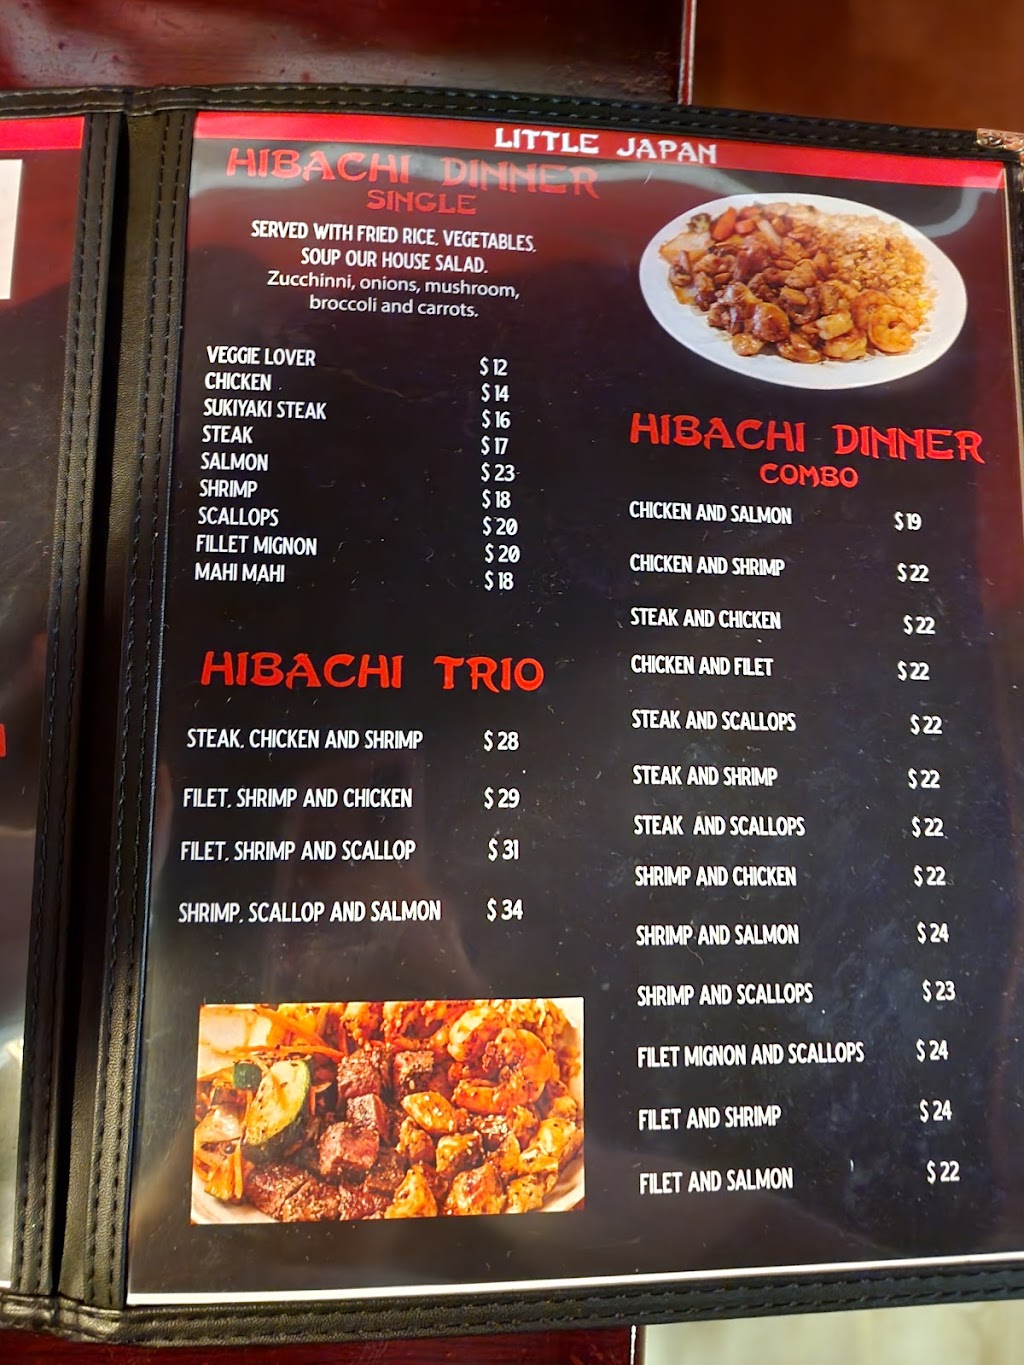 LITTLE JAPAN
HIBACHI DINNER
SINGLE
SERVED WITH FRIED RICE, VEGETABLES,
SOUP OUR HOUSE SALAD.
Zucchinni, onions, mushroom,
broccoli and carrots.
VEGGIE LOVER $12
CHICKEN $14
SUKIYAKI STEAK $16
STEAK $17
SALMON $23
SHRIMP $18
SCALLOPS $20
FILLET MIGNON $20
MAHI MAHI $18
HIBACHI TRIO
STEAK, CHICKEN AND SHRIMP $28
FILET, SHRIMP AND CHICKEN $29
FILET, SHRIMP AND SCALLOP $31
SHRIMP, SCALLOP AND SALMON $34
HIBACHI DINNER
COMBO
CHICKEN AND SALMON $19
CHICKEN AND SHRIMP $22
STEAK AND CHICKEN $22
CHICKEN AND FILET $22
STEAK AND SCALLOPS $22
STEAK AND SHRIMP $22
STEAK AND SCALLOPS $22
SHRIMP AND CHICKEN $22
SHRIMP AND SALMON $24
SHRIMP AND SCALLOPS $23
FILET MIGNON AND SCALLOPS $24
FILET AND SHRIMP $24
FILET AND SALMON $22